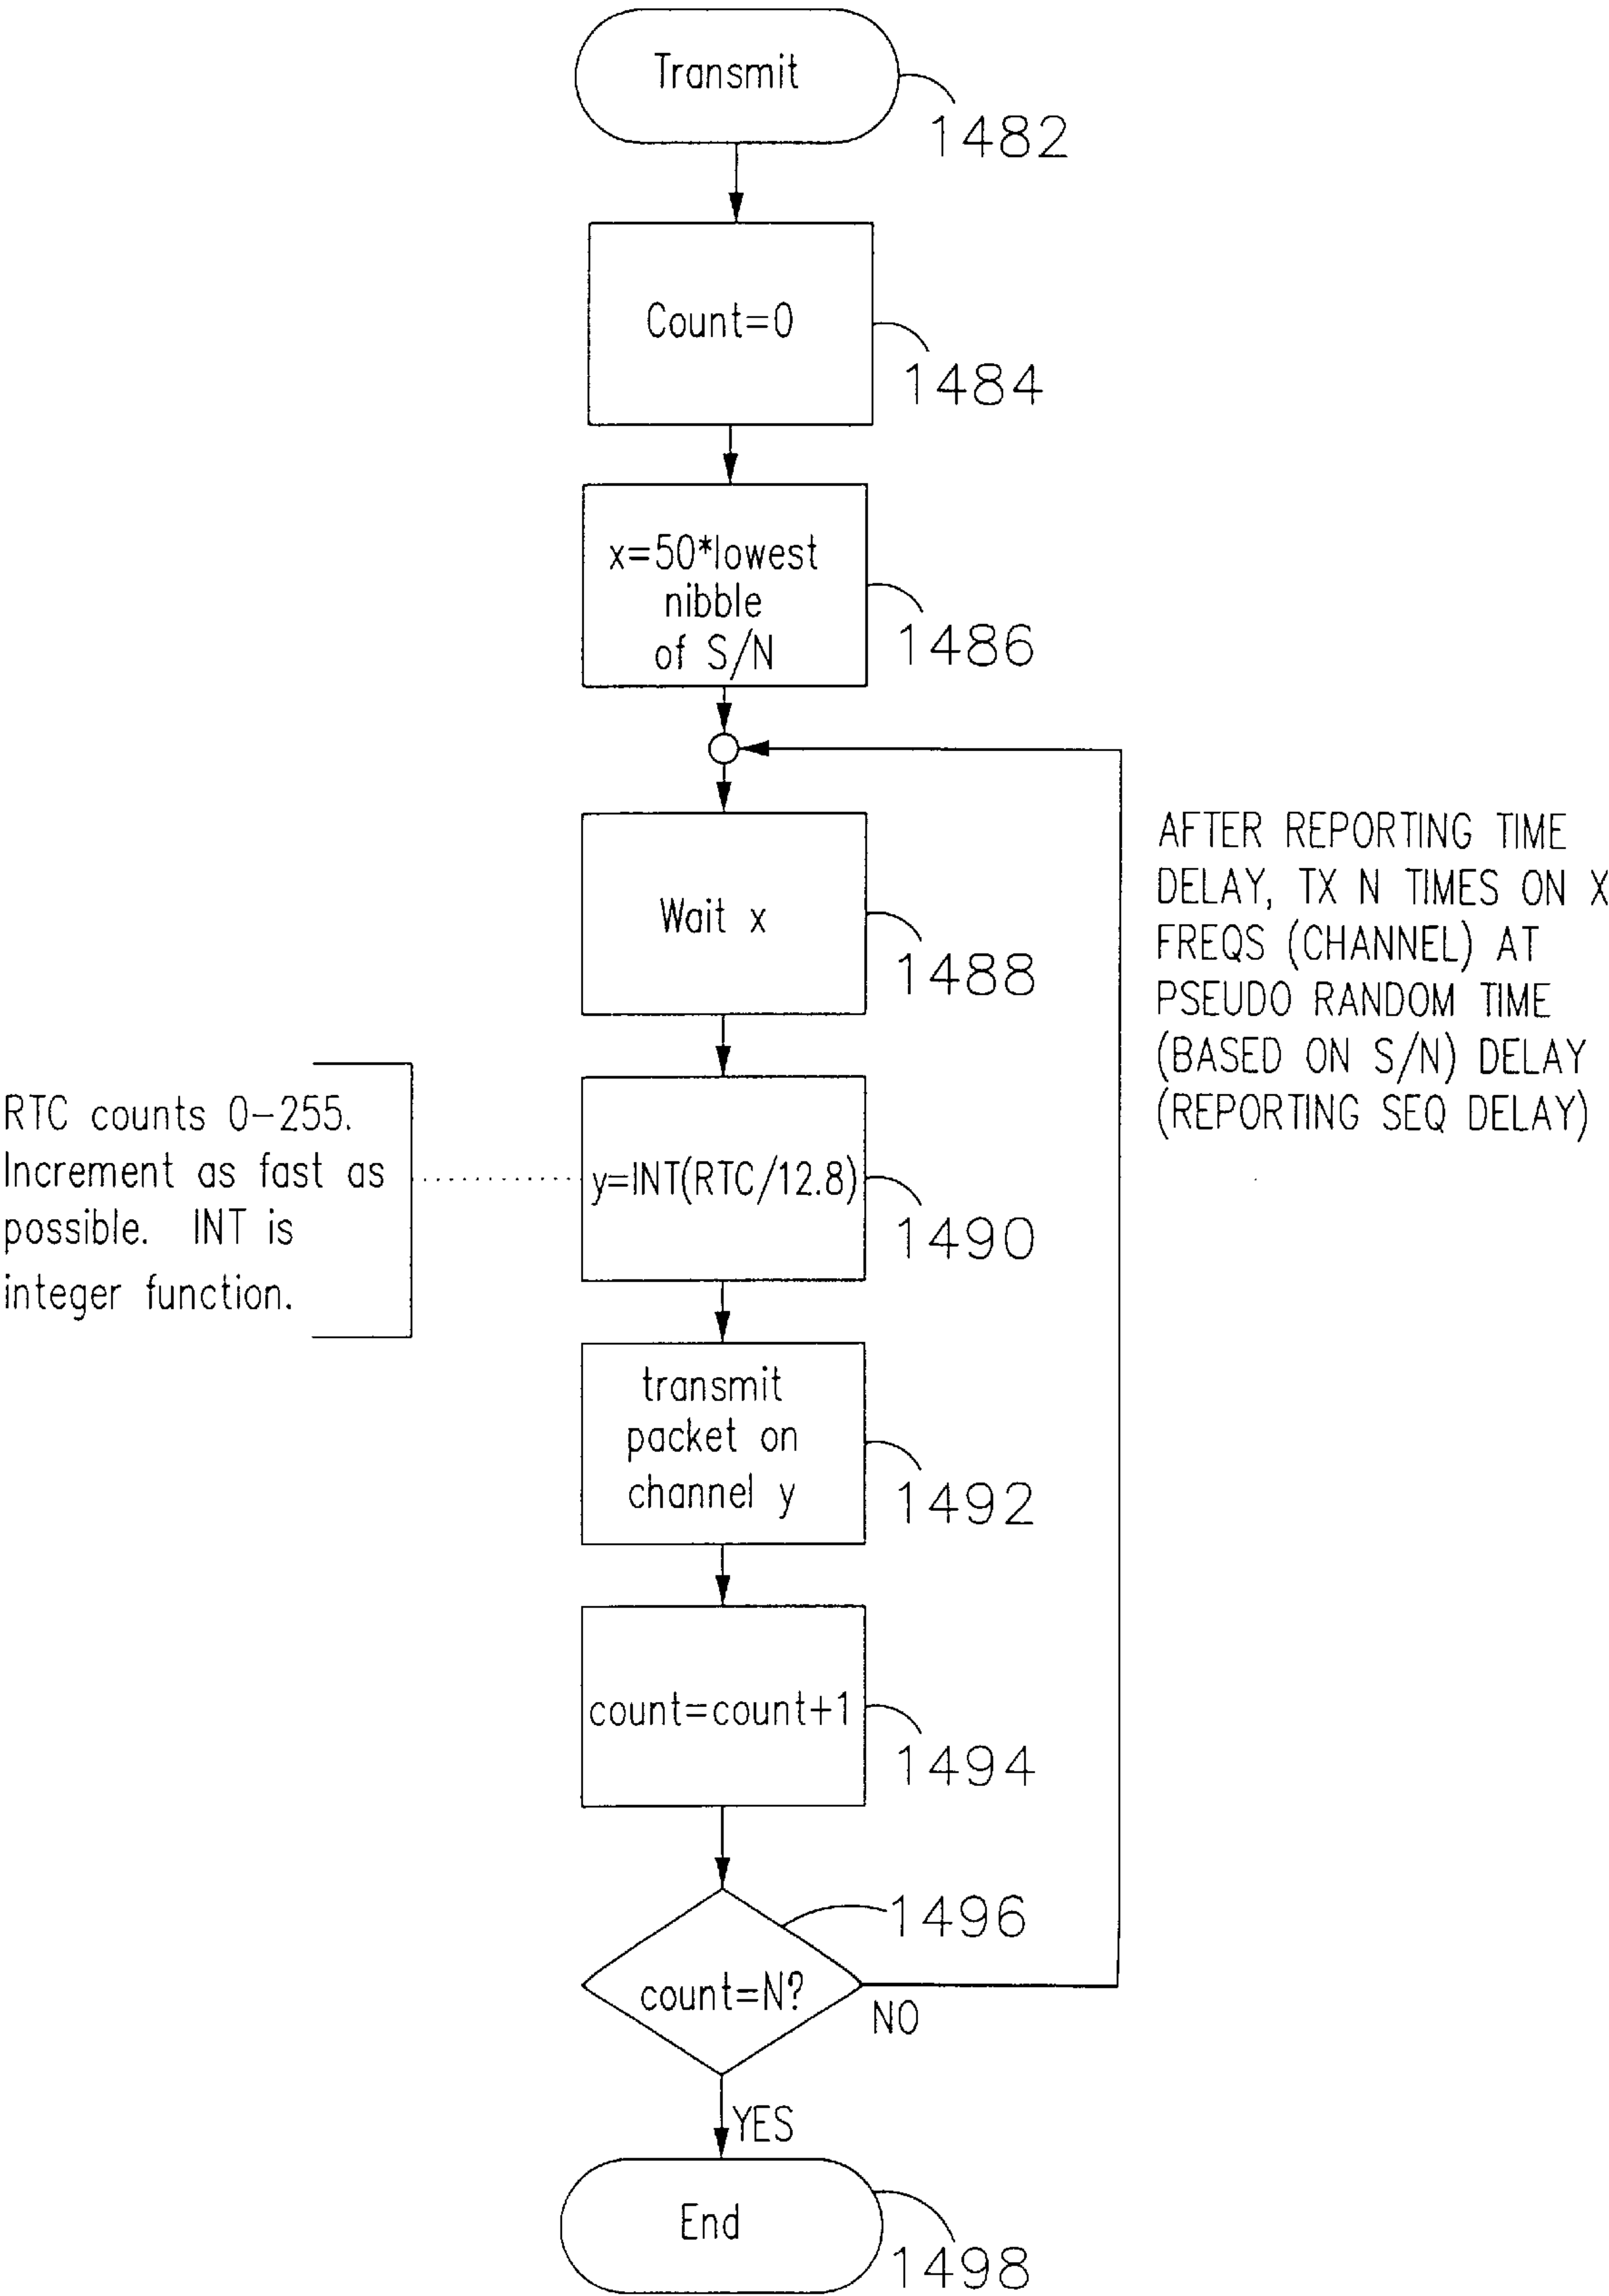 Transmit
1482
Count=0
1484
x=50*lowest
nibble
of S/N
1486
Wait x
1488
AFTER REPORTING TIME
DELAY, TX N TIMES ON X
FREQS (CHANNEL) AT
PSEUDO RANDOM TIME
(BASED ON S/N) DELAY
(REPORTING SEQ DELAY)
RTC counts 0-255.
Increment as fast as
possible. INT is
integer function.
y=INT(RTC/12.8)
1490
transmit
packet on
channel y
1492
count=count+1
1494
1496
count=N?
NO
YES
End
1498